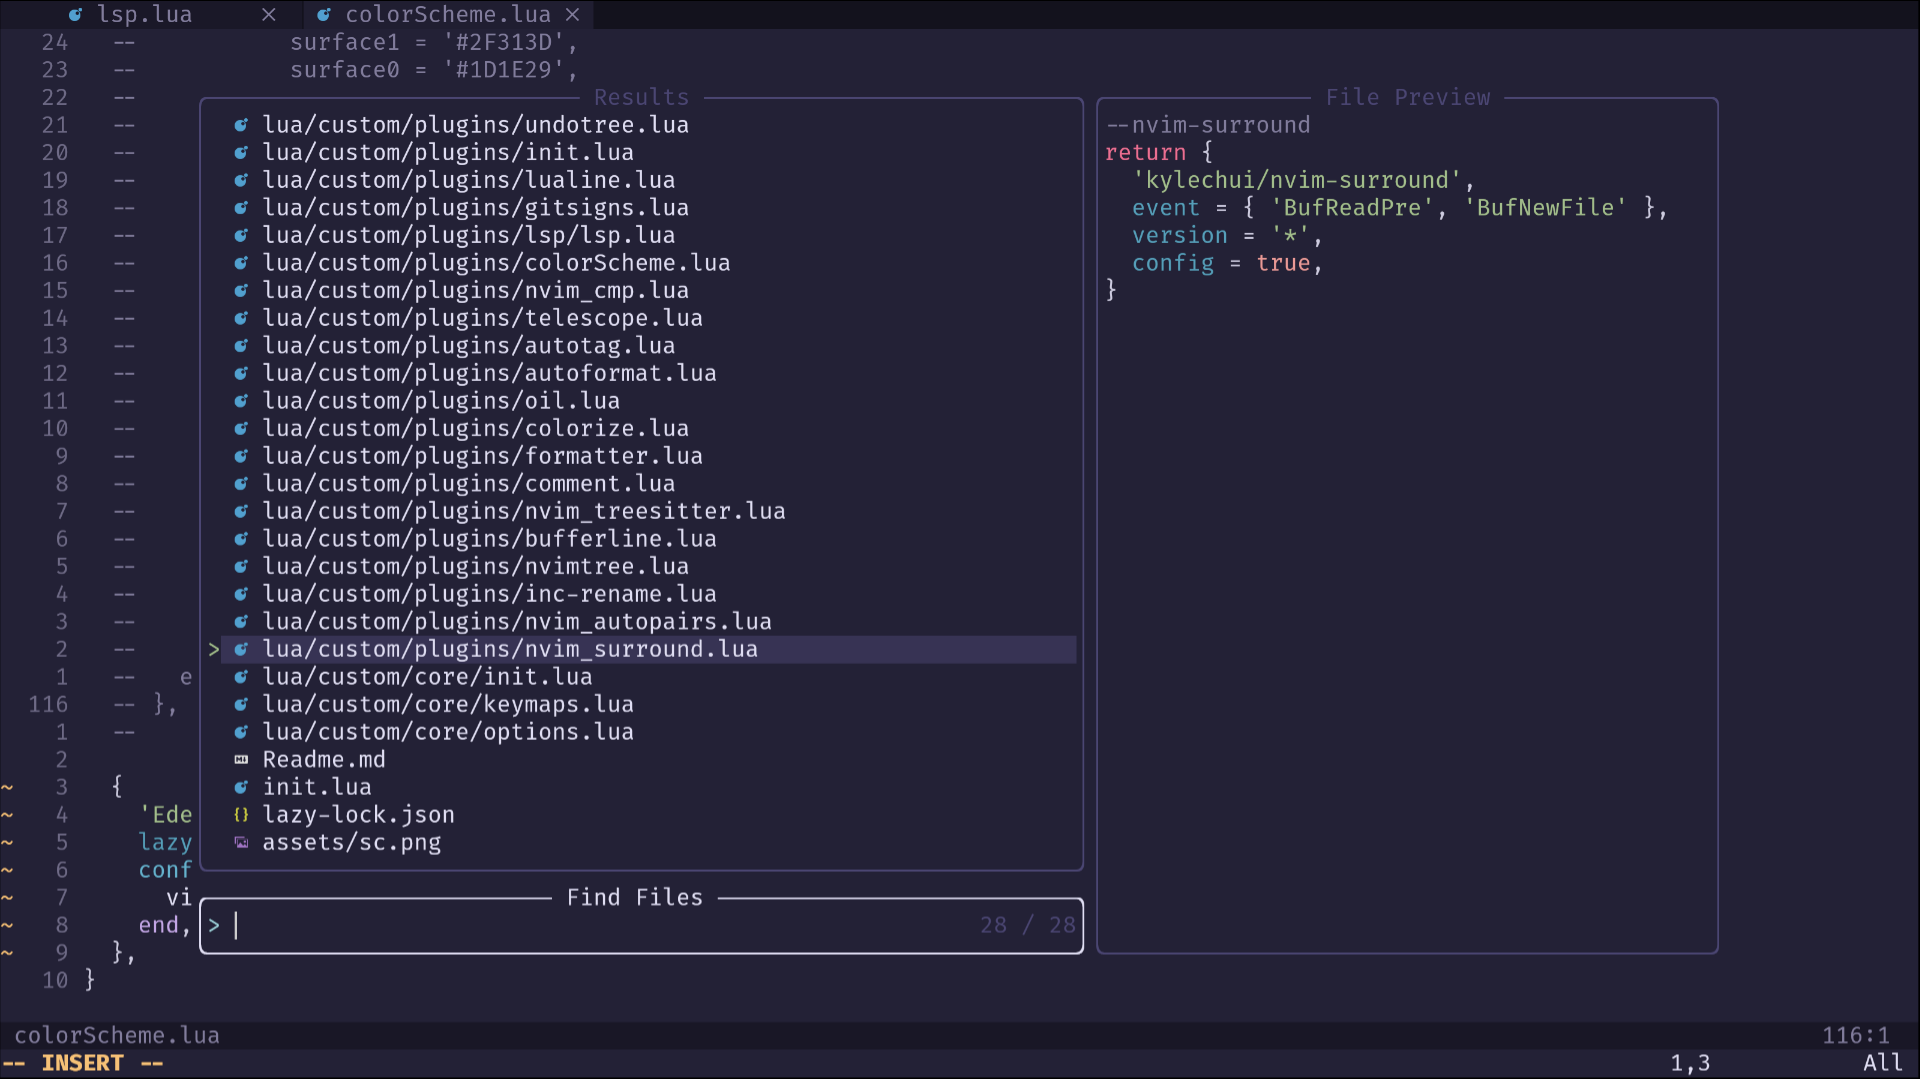 lsp.lua × colorScheme.lua ×
24 -- surface1 = '#2F313D',
23 -- surface0 = '#1D1E29',
22 --
21 --
20 --
19 --
18 --
17 --
16 --
15 --
14 --
13 --
12 --
11 --
10 --
9 --
8 --
7 --
6 --
5 --
4 --
3 --
2 --
1 -- e
116 -- },
1 --
2
~ 3 {
~ 4 'Ede
~ 5 lazy
~ 6 conf
~ 7 vi
~ 8 end,
~ 9 },
10 }
Results
lua/custom/plugins/undotree.lua
lua/custom/plugins/init.lua
lua/custom/plugins/lualine.lua
lua/custom/plugins/gitsigns.lua
lua/custom/plugins/lsp/lsp.lua
lua/custom/plugins/colorScheme.lua
lua/custom/plugins/nvim_cmp.lua
lua/custom/plugins/telescope.lua
lua/custom/plugins/autotag.lua
lua/custom/plugins/autoformat.lua
lua/custom/plugins/oil.lua
lua/custom/plugins/colorize.lua
lua/custom/plugins/formatter.lua
lua/custom/plugins/comment.lua
lua/custom/plugins/nvim_treesitter.lua
lua/custom/plugins/bufferline.lua
lua/custom/plugins/nvimtree.lua
lua/custom/plugins/inc-rename.lua
lua/custom/plugins/nvim_autopairs.lua
> lua/custom/plugins/nvim_surround.lua
lua/custom/core/init.lua
lua/custom/core/keymaps.lua
lua/custom/core/options.lua
Readme.md
init.lua
{} lazy-lock.json
assets/sc.png
Find Files
> 28 / 28
File Preview
--nvim-surround
return {
'kylechui/nvim-surround',
event = { 'BufReadPre', 'BufNewFile' },
version = '*',
config = true,
}
colorScheme.lua 116:1
-- INSERT -- 1,3 All